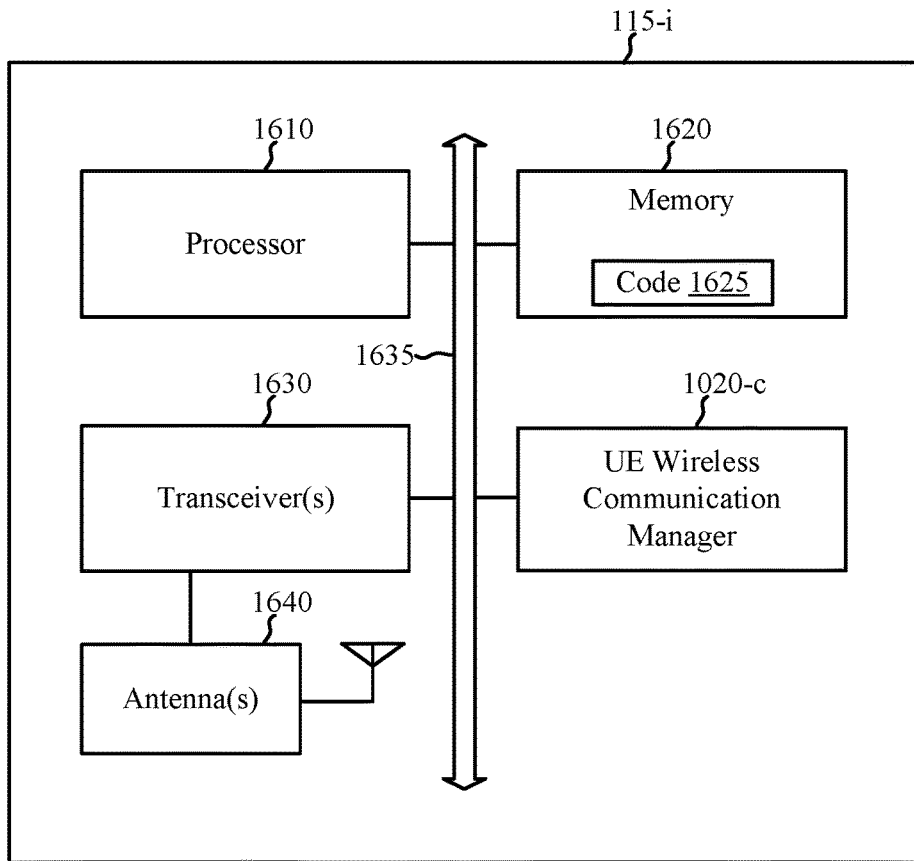 115-i
1610
1620
Processor
Memory
Code 1625
1635
1630
1020-c
Transceiver(s)
UE Wireless
Communication
Manager
1640
Antenna(s)